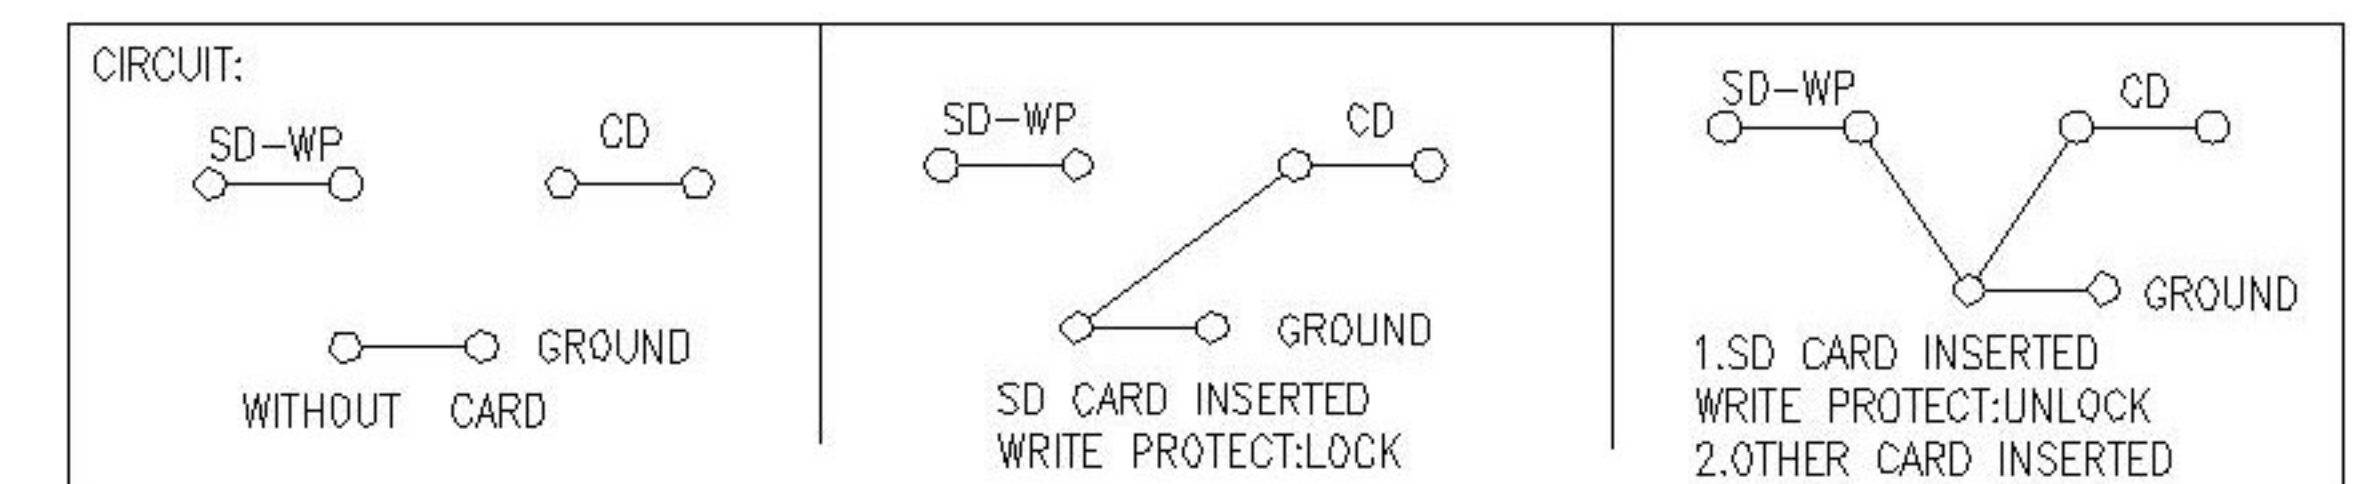 CIRCUIT:
SD-WP CD
GROUND
WITHOUT CARD
SD-WP CD
GROUND
SD CARD INSERTED
WRITE PROTECT:LOCK
SD-WP CD
GROUND
1.SD CARD INSERTED
WRITE PROTECT:UNLOCK
2.OTHER CARD INSERTED